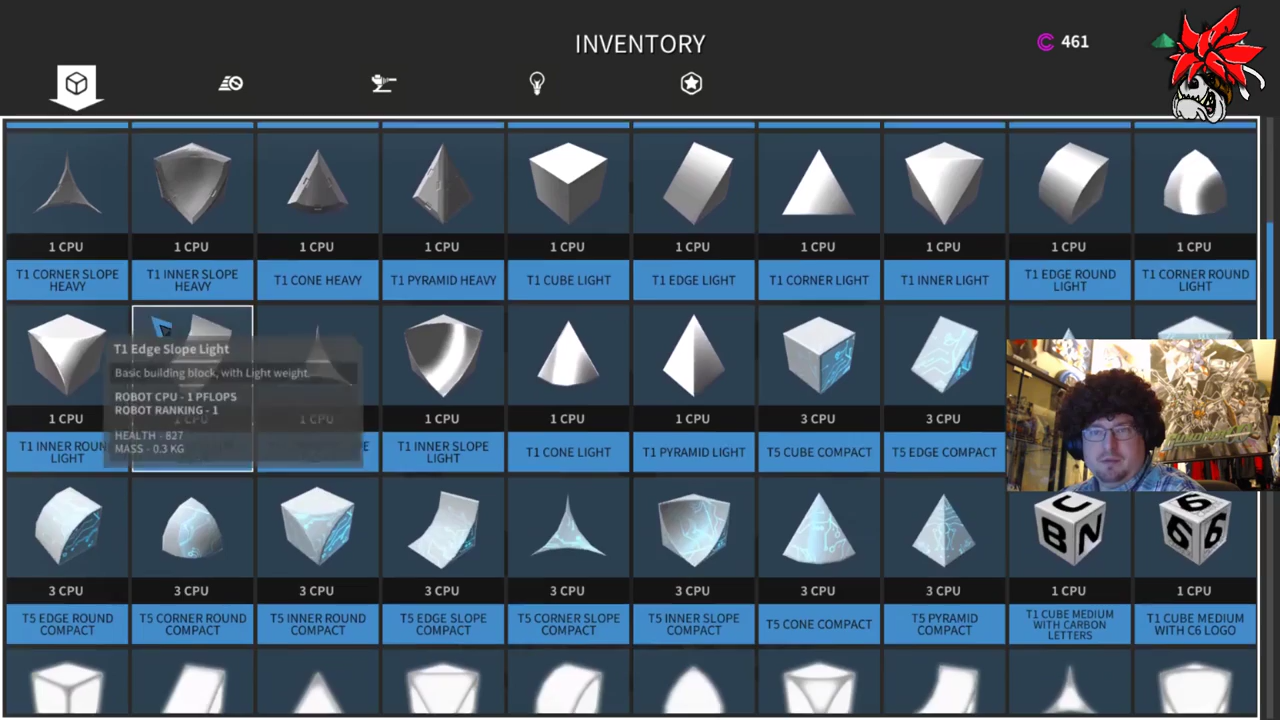 INVENTORY
461
1 CPU
1 CPU
1 CPU
1 CPU
1 CPU
1 CPU
1 CPU
1 CPU
1 CPU
1 CPU
T1 CORNER SLOPE
HEAVY
T1 INNER SLOPE
HEAVY
T1 CONE HEAVY
T1 PYRAMID HEAVY
T1 CUBE LIGHT
T1 EDGE LIGHT
T1 CORNER LIGHT
T1 INNER LIGHT
T1 EDGE ROUND
LIGHT
T1 CORNER ROUND
LIGHT
T1 Edge Slope Light
Basic building block, with Light weight.
ROBOT CPU - 1 PFLOPS
ROBOT RANKING - 1
HEALTH - 827
MASS - 0.3 KG
1 CPU
1 CPU
1 CPU
1 CPU
1 CPU
3 CPU
3 CPU
T1 INNER ROUN
LIGHT
T1 INNER SLOPE
LIGHT
T1 CONE LIGHT
T1 PYRAMID LIGHT
T5 CUBE COMPACT
T5 EDGE COMPACT
C
B N
6
6 6
3 CPU
3 CPU
3 CPU
3 CPU
3 CPU
3 CPU
3 CPU
3 CPU
1 CPU
1 CPU
T5 EDGE ROUND
COMPACT
T5 CORNER ROUND
COMPACT
T5 INNER ROUND
COMPACT
T5 EDGE SLOPE
COMPACT
T5 CORNER SLOPE
COMPACT
T5 INNER SLOPE
COMPACT
T5 CONE COMPACT
T5 PYRAMID
COMPACT
T1 CUBE MEDIUM
WITH CARBON
LETTERS
T1 CUBE MEDIUM
WITH C6 LOGO